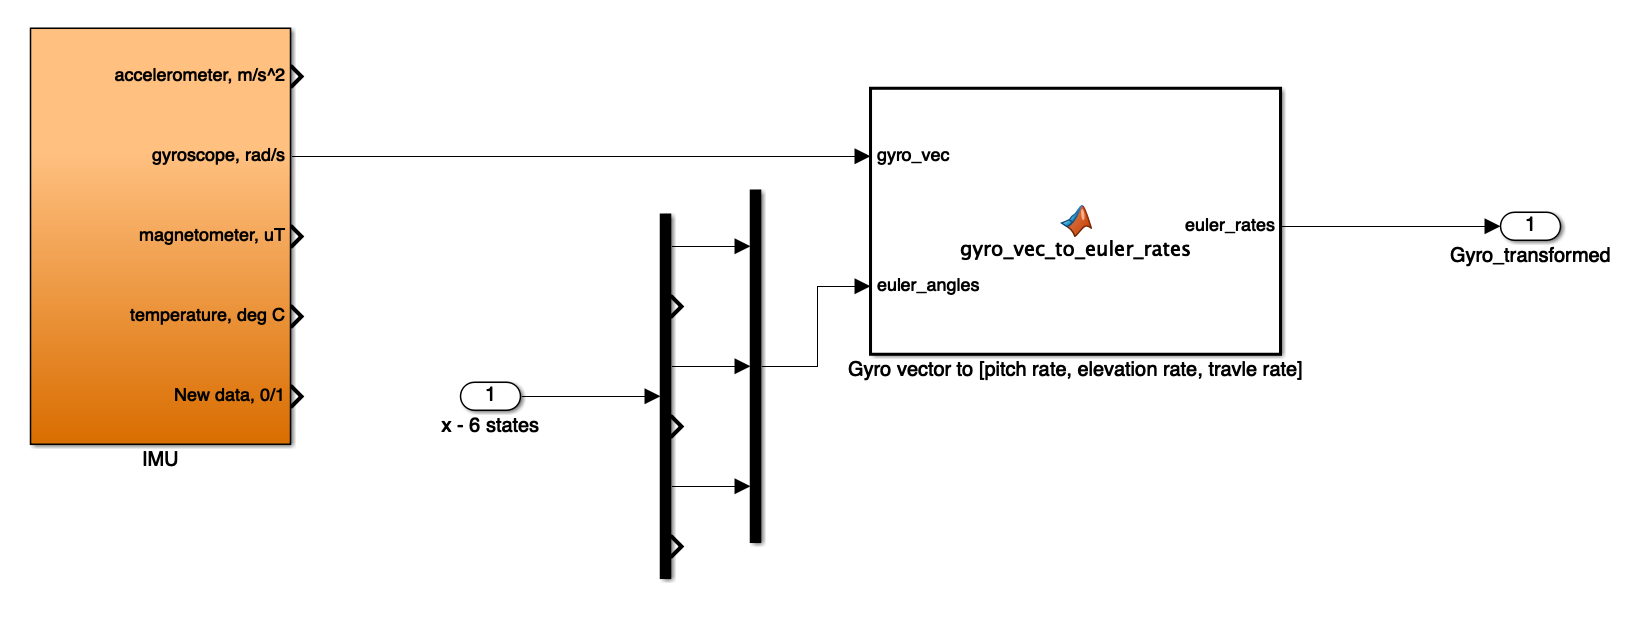 accelerometer, m/s^2
gyroscope, rad/s
magnetometer, uT
temperature, deg C
New data, 0/1
IMU
1
x - 6 states
gyro_vec
euler_angles
gyro_vec_to_euler_rates
euler_rates
Gyro vector to [pitch rate, elevation rate, travle rate]
1
Gyro_transformed